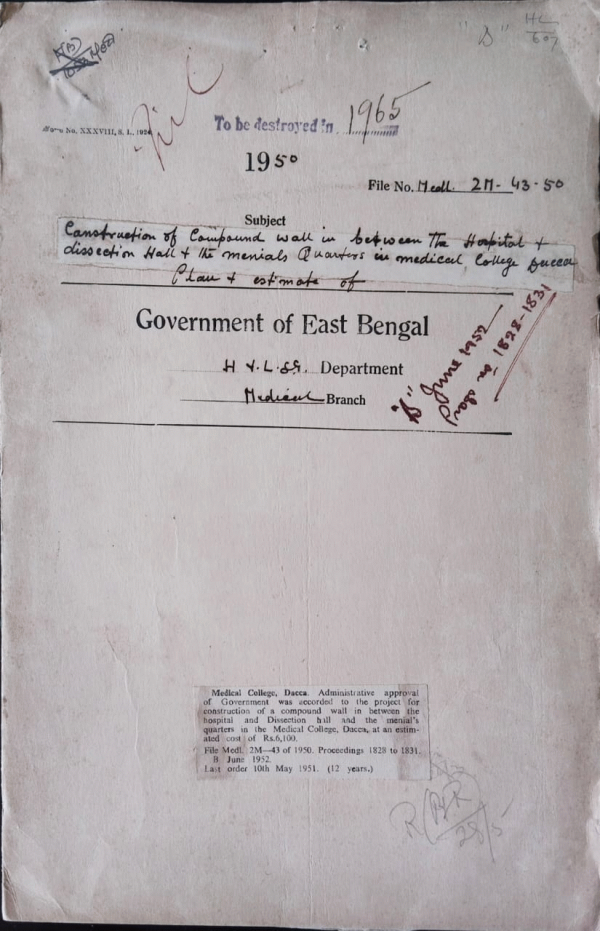 "D"
HL
607
Form No. XXXVIII, S. I., 1924
To be destroyed in 1965
1950
File No. Medl. 2M-43-50
Subject
Construction of Compound wall in between the Hospital &
dissection Hall & the menials Quarters in medical College Dacca
Plan & estimate of
Government of East Bengal
H & L.SG. Department
Medical Branch
"B" June 1952
Progs no 1828-1831
Medical College, Dacca. Administrative approval
of Government was accorded to the project for
construction of a compound wall in between the
hospital and Dissection hall and the menial's
quarters in the Medical College, Dacca, at an estim-
ated cost of Rs.6,100.
File Medl. 2M—43 of 1950. Proceedings 1828 to 1831.
B. June 1952.
Last order 10th May 1951. (12 years.)
28/5